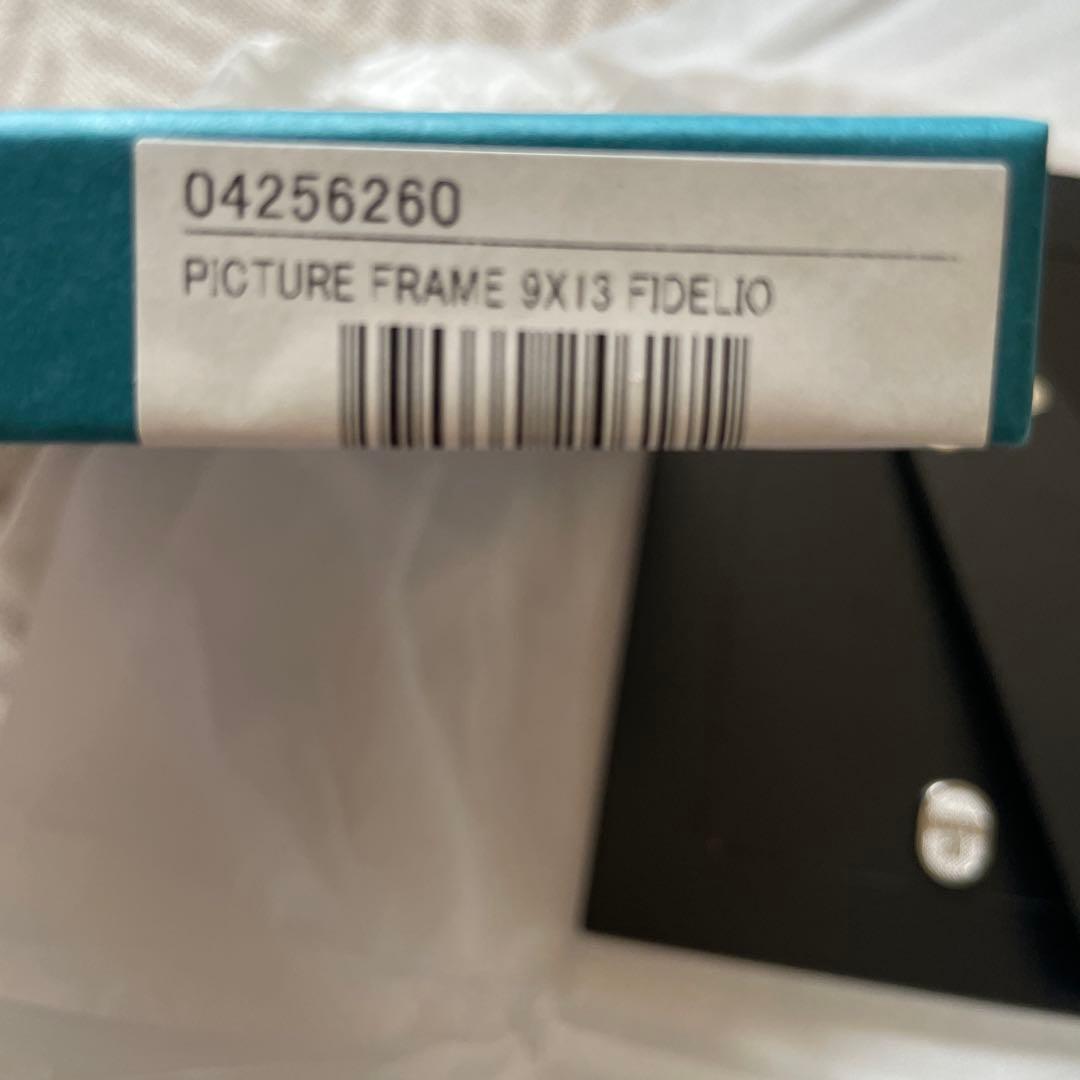 04256260
PICTURE FRAME 9X13 FIDELIO